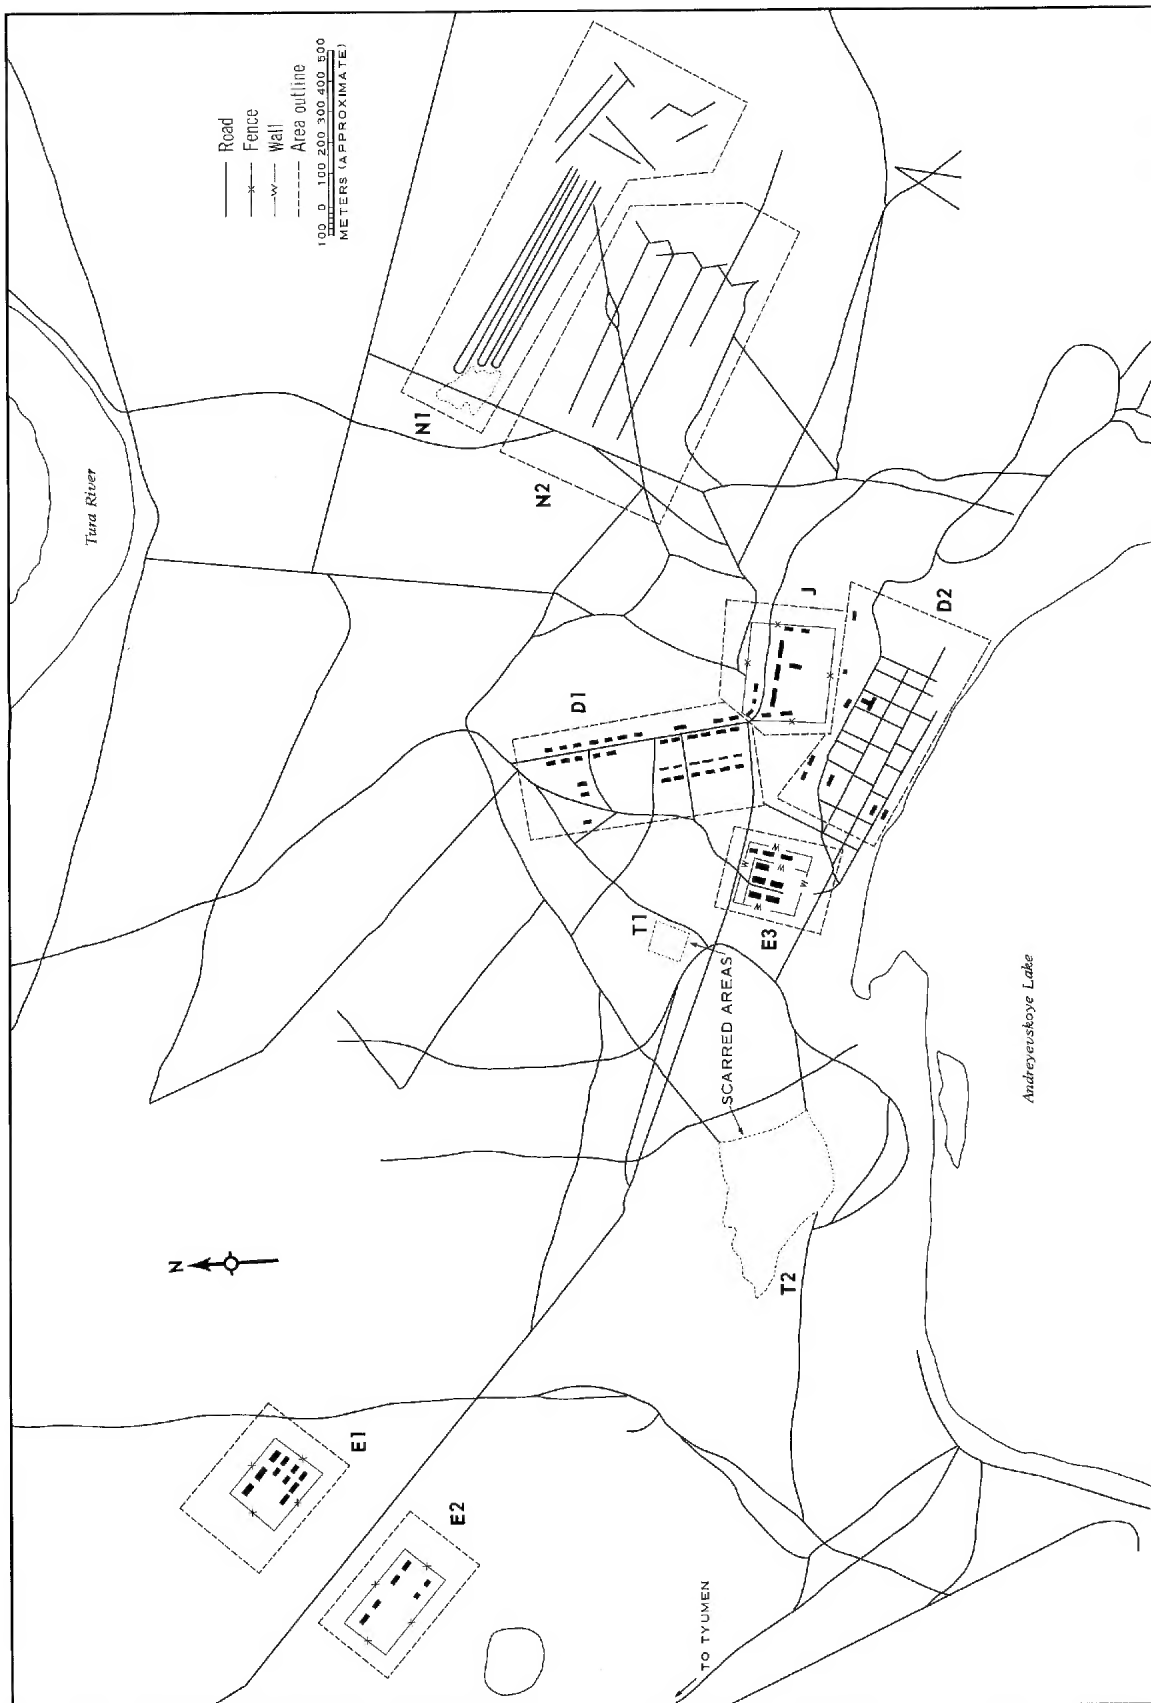 Road
Fence
Wall
Area outline
100 0 100 200 300 400 500
METERS (APPROXIMATE)
Tura River
N1
N2
J
D2
D1
T1
E3
SCARRED AREAS
Andreyevskoye Lake
N
T2
E1
E2
TO TYUMEN